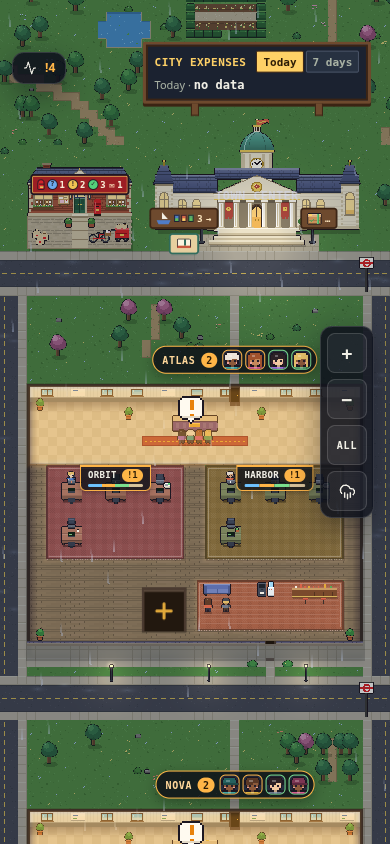 !4
CITY EXPENSES Today 7 days
Today · no data
? 1 ! 2 ✓ 3 ✉ 1
3 →
…
ATLAS 2
+
−
ALL
!
ORBIT !1
HARBOR !1
+
NOVA 2
!